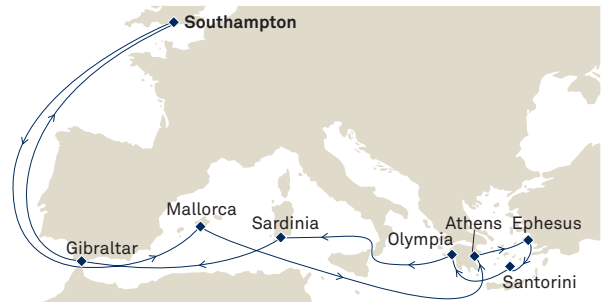 Southampton
Mallorca
Sardinia
Athens
Ephesus
Olympia
Gibraltar
Santorini